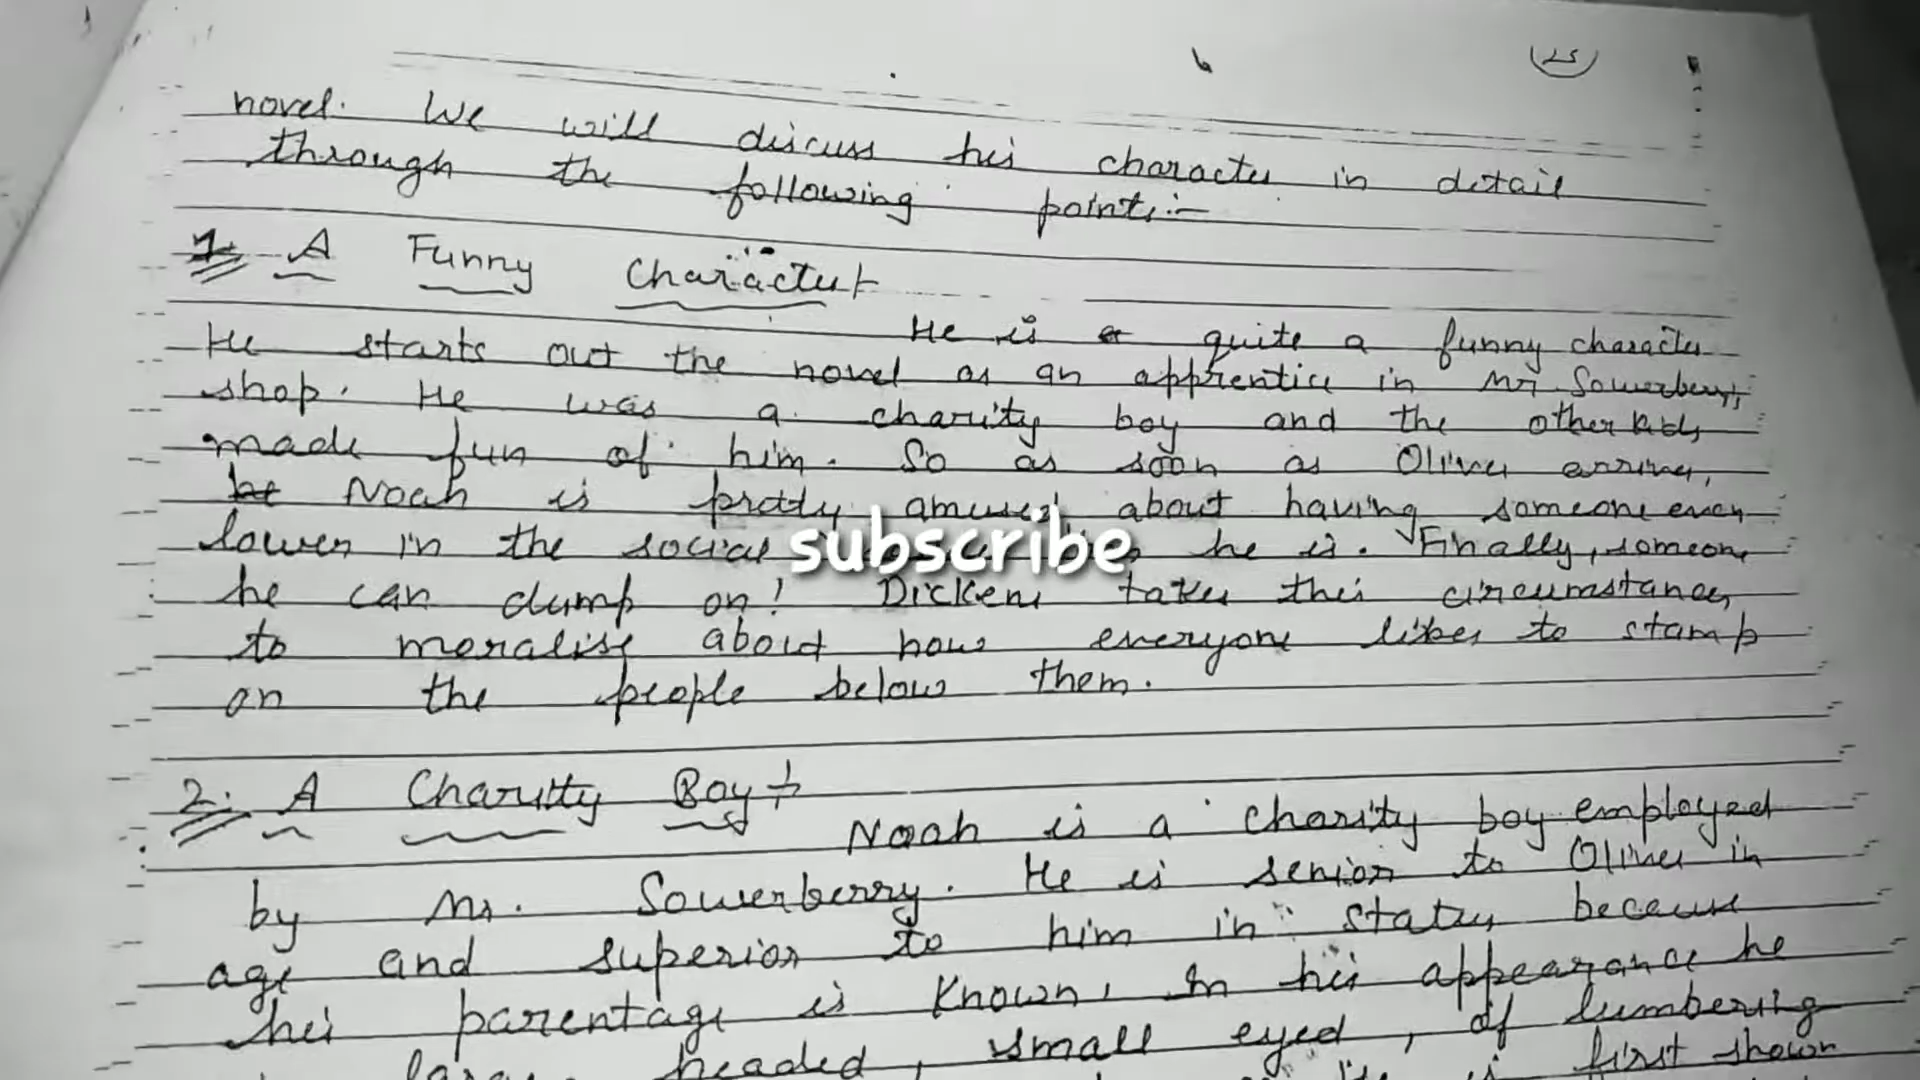 25
novel. We will discuss his character in detail
through the following points:-
1. A Funny Character
He is quite a funny character
He starts out the novel as an apprentice in Mr. Sowerberry's
shop. He was a charity boy and the other kids
made fun of him. So as soon as Oliver arrives,
Noah is pretty amused about having someone even
lower in the social he is. Finally, someone
subscribe
he can dump on! Dickens takes this circumstances
to moralise about how everyone likes to stamp
on the people below them.
2. A Charity Boy
Noah is a charity boy employed
by Mr. Sowerberry. He is senior to Oliver in
age and superior to him in status because
his parentage is known. In his appearance he
headed, small eyed, of lumbering
first shown